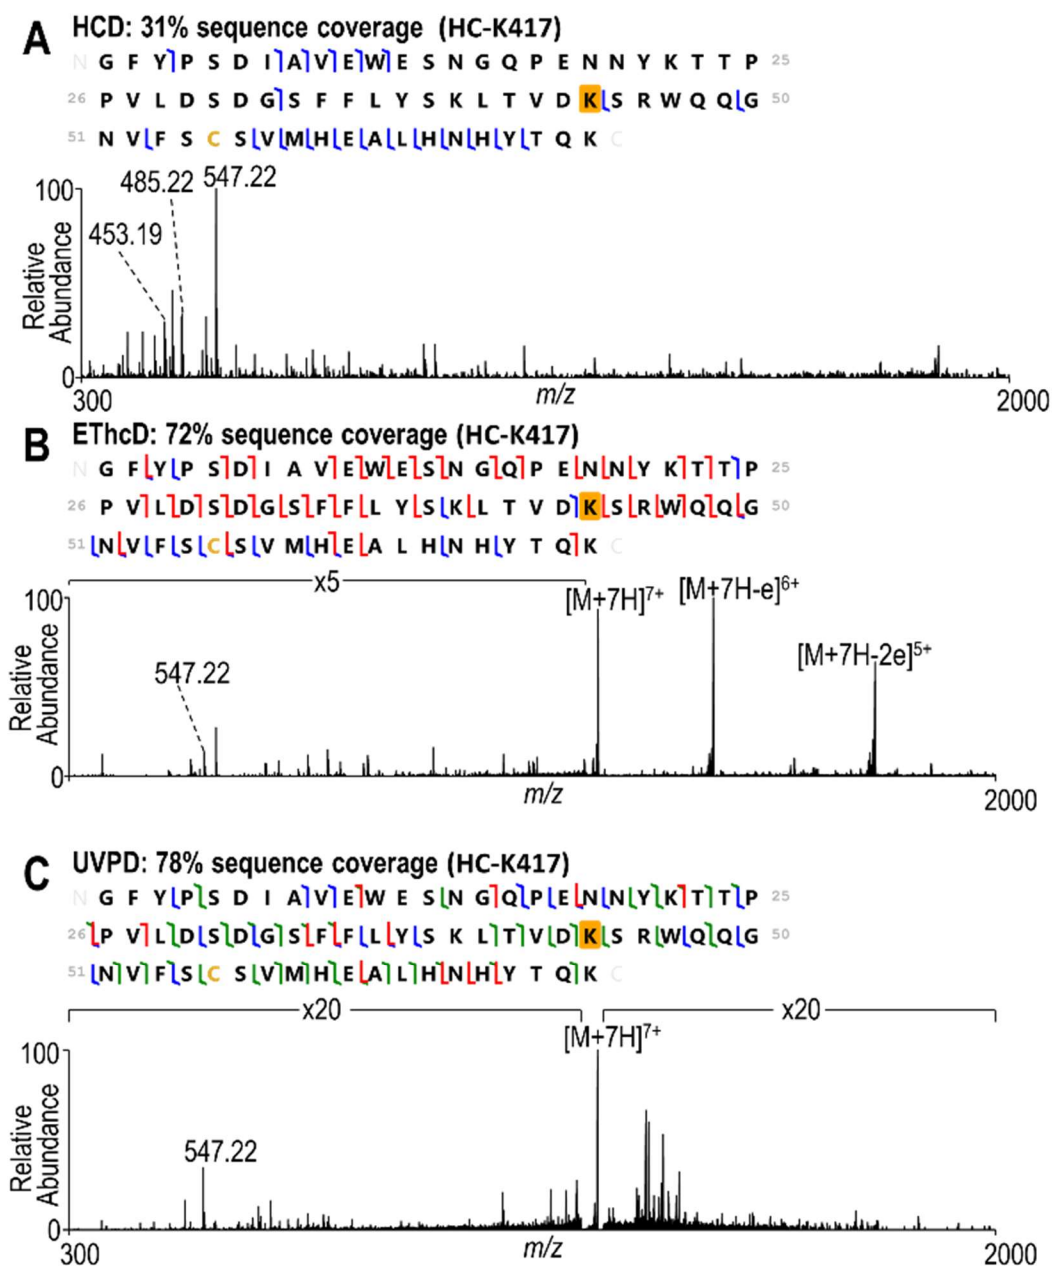 A
HCD: 31% sequence coverage (HC-K417)
N G F Y P S D I A V E W E S N G Q P E N N Y K T T P 25
26 P V L D S D G S F F L Y S K L T V D K S R W Q Q G 50
51 N V F S C S V M H E A L H N H Y T Q K C
100
485.22 547.22
453.19
Relative Abundance
0
300 m/z 2000
B
EThcD: 72% sequence coverage (HC-K417)
N G F Y P S D I A V E W E S N G Q P E N N Y K T T P 25
26 P V L D S D G S F F L Y S K L T V D K S R W Q Q G 50
51 N V F S C S V M H E A L H N H Y T Q K C
x5
100
[M+7H]7+ [M+7H-e]6+
[M+7H-2e]5+
547.22
Relative Abundance
0
m/z 2000
C
UVPD: 78% sequence coverage (HC-K417)
N G F Y P S D I A V E W E S N G Q P E N N Y K T T P 25
26 P V L D S D G S F F L Y S K L T V D K S R W Q Q G 50
51 N V F S C S V M H E A L H N H Y T Q K C
x20 x20
[M+7H]7+
100
547.22
Relative Abundance
0
300 m/z 2000